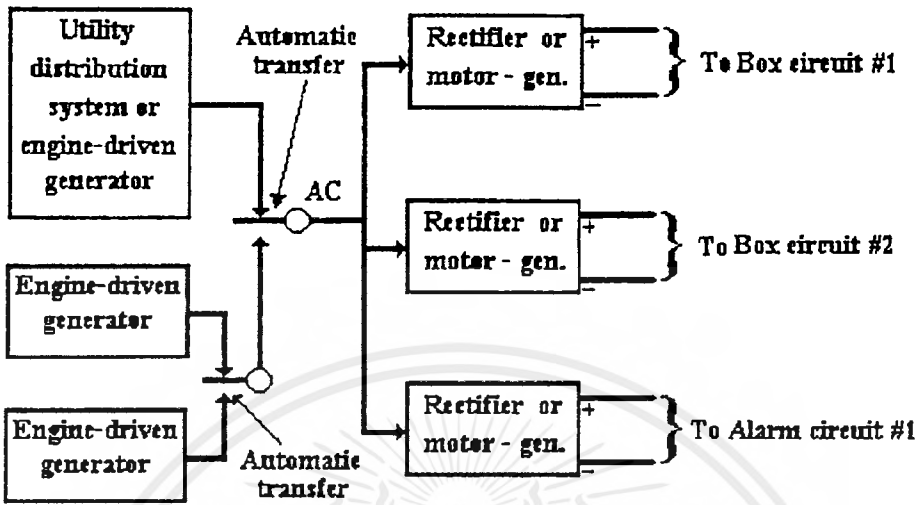 Utility
distribution
system or
engine-driven
generator
Automatic
transfer
AC
Engine-driven
generator
Engine-driven
generator
Automatic
transfer
Rectifier or
motor - gen.
+
−
To Box circuit #1
Rectifier or
motor - gen.
+
−
To Box circuit #2
Rectifier or
motor - gen.
+
−
To Alarm circuit #1